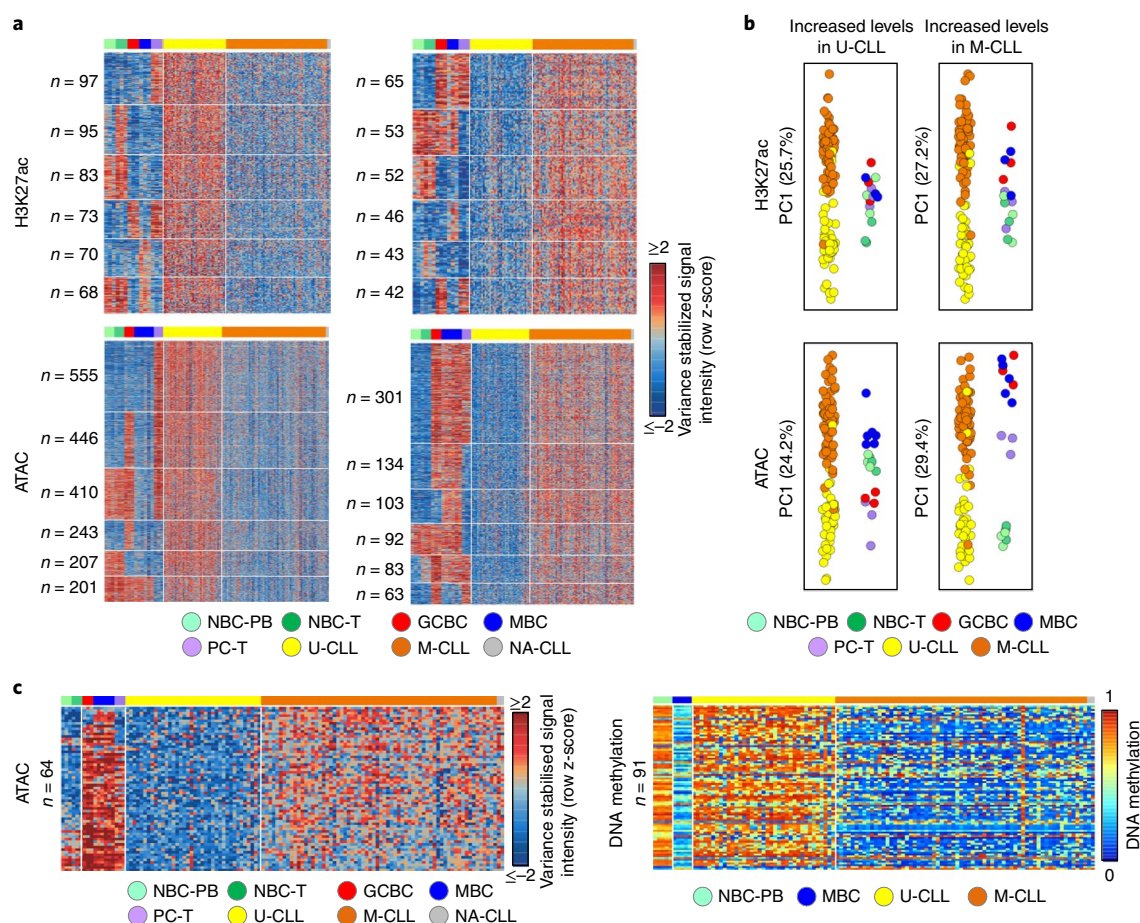 a
H3K27ac
n = 97
n = 95
n = 83
n = 73
n = 70
n = 68
n = 65
n = 53
n = 52
n = 46
n = 43
n = 42
ATAC
n = 555
n = 446
n = 410
n = 243
n = 207
n = 201
n = 301
n = 134
n = 103
n = 92
n = 83
n = 63
≥2
≤–2
Variance stabilized signal
intensity (row z-score)
NBC-PB NBC-T GCBC MBC
PC-T U-CLL M-CLL NA-CLL
b
Increased levels
in U-CLL
Increased levels
in M-CLL
H3K27ac
PC1 (25.7%)
PC1 (27.2%)
ATAC
PC1 (24.2%)
PC1 (29.4%)
NBC-PB NBC-T GCBC MBC
PC-T U-CLL M-CLL
c
ATAC
n = 64
≥2
≤–2
Variance stabilised signal
intensity (row z-score)
NBC-PB NBC-T GCBC MBC
PC-T U-CLL M-CLL NA-CLL
DNA methylation
n = 91
1
0
DNA methylation
NBC-PB MBC U-CLL M-CLL